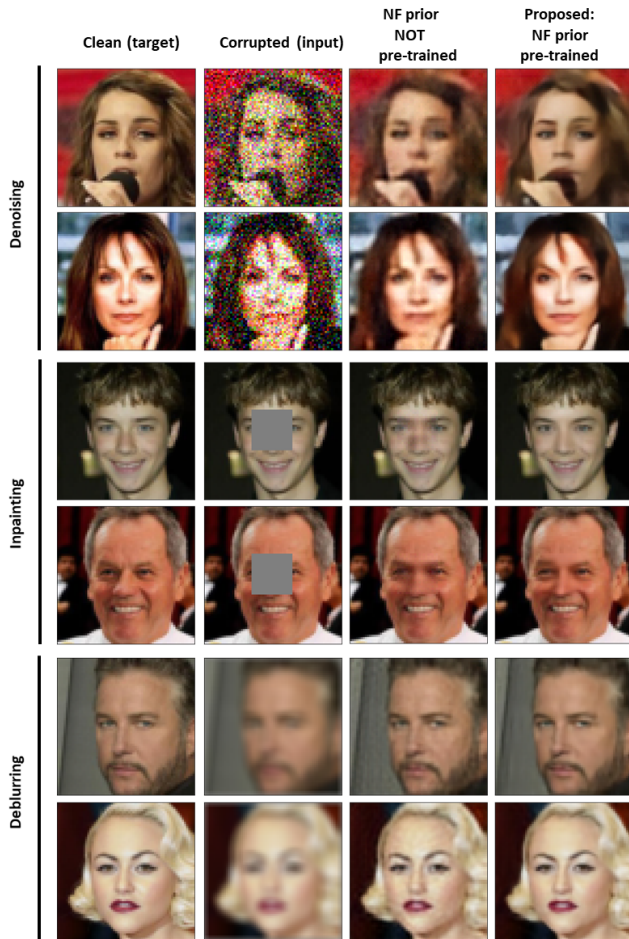 Clean (target)
Corrupted (input)
NF prior
NOT
pre-trained
Proposed:
NF prior
pre-trained
Denoising
Inpainting
Deblurring